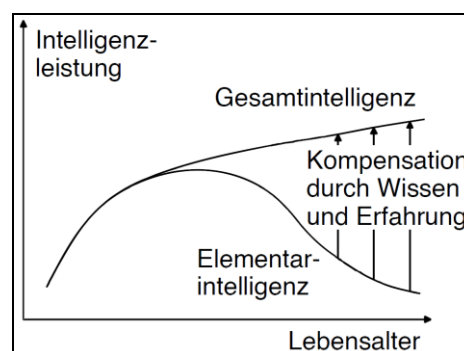 Intelligenz-
leistung
Gesamtintelligenz
Kompensation
durch Wissen
und Erfahrung
Elementar-
intelligenz
Lebensalter